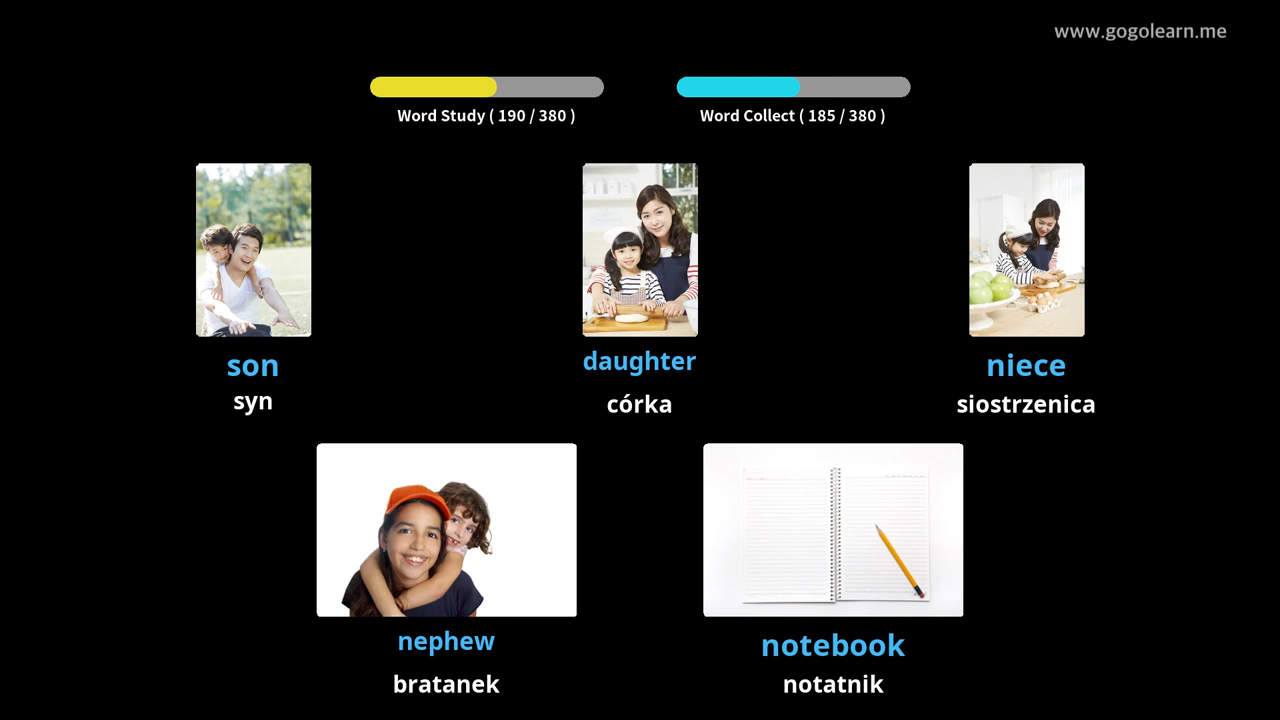 www.gogolearn.me
Word Study ( 190 / 380 )
Word Collect ( 185 / 380 )
son
syn
daughter
córka
niece
siostrzenica
nephew
bratanek
notebook
notatnik